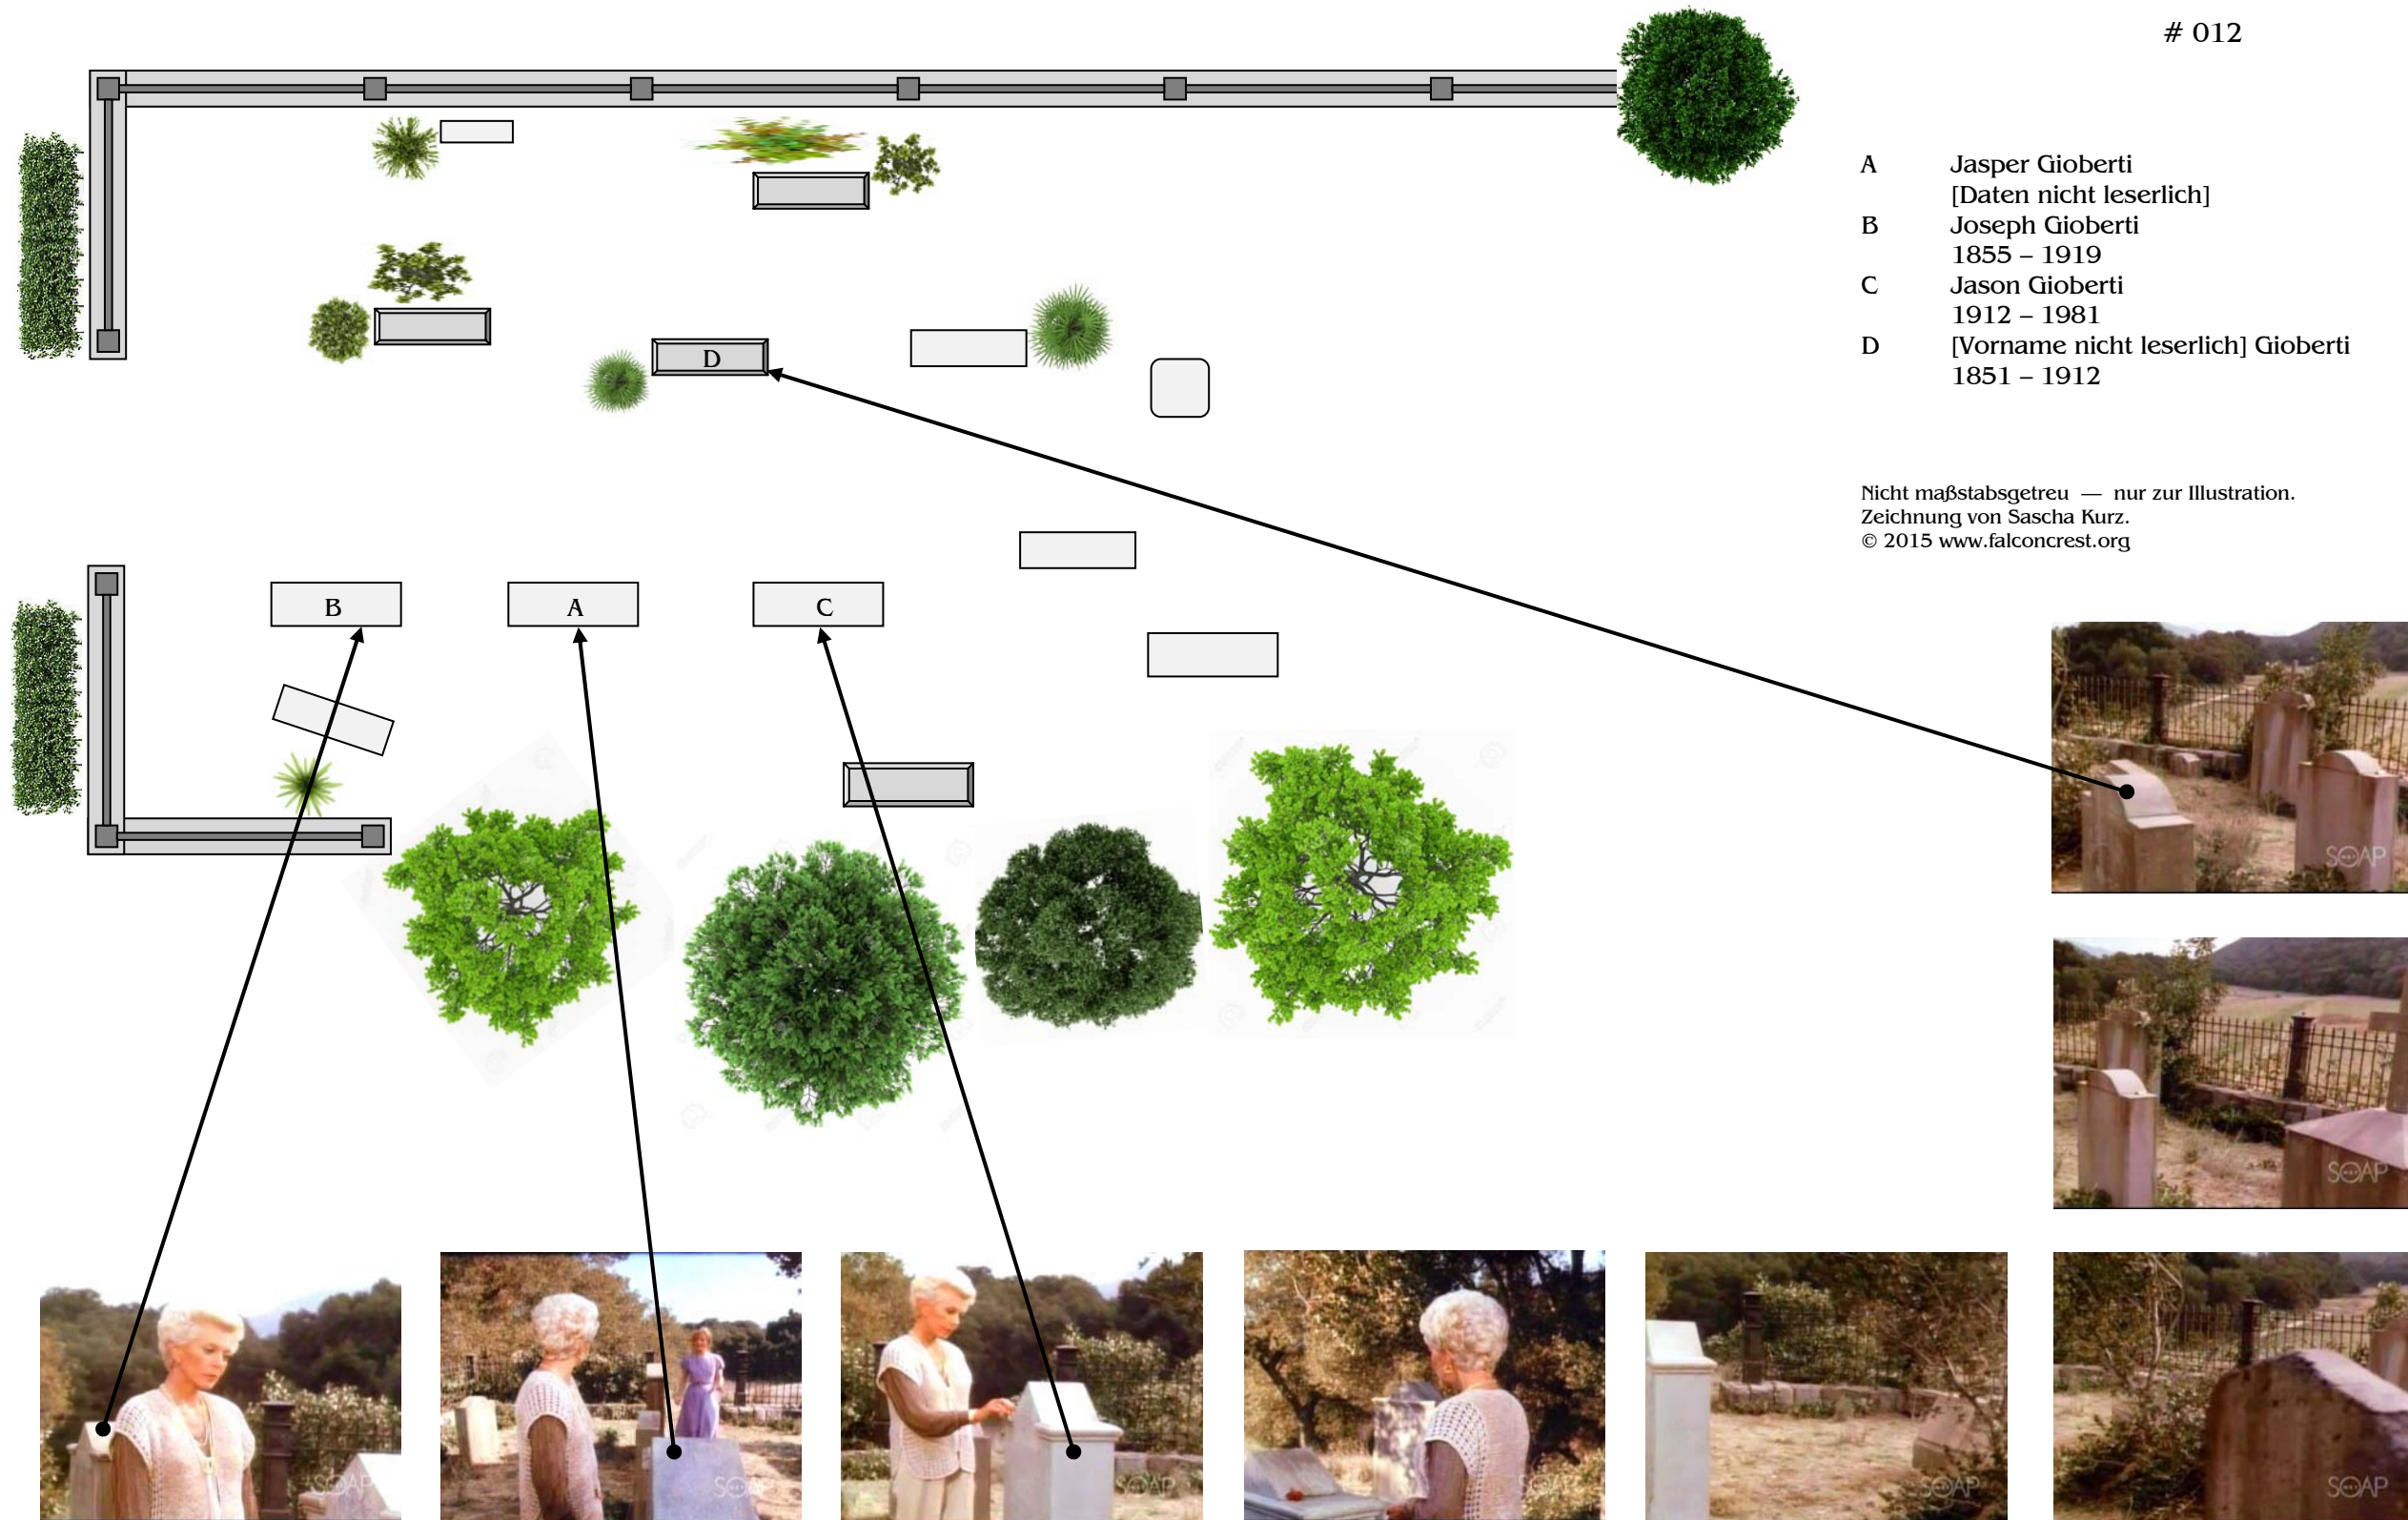 # 012
A Jasper Gioberti
[Daten nicht leserlich]
B Joseph Gioberti
1855 – 1919
C Jason Gioberti
1912 – 1981
D [Vorname nicht leserlich] Gioberti
1851 – 1912
Nicht maßstabsgetreu — nur zur Illustration.
Zeichnung von Sascha Kurz.
© 2015 www.falconcrest.org
D
B
A
C
SOAP
SOAP
SOAP
SOAP
SOAP
SOAP
SOAP
SOAP